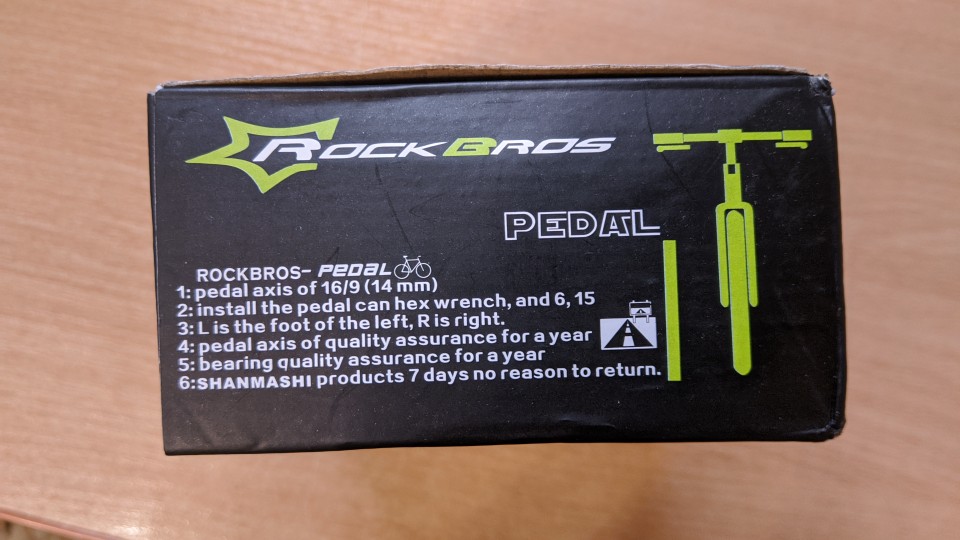 ROCKBROS
PEDAL
ROCKBROS- PEDAL
1: pedal axis of 16/9 (14 mm)
2: install the pedal can hex wrench, and 6, 15
3: L is the foot of the left, R is right.
4: pedal axis of quality assurance for a year
5: bearing quality assurance for a year
6:SHANMASHI products 7 days no reason to return.